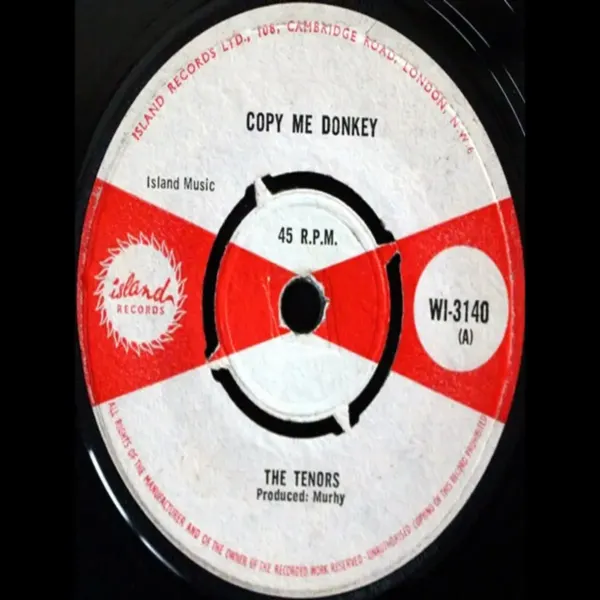 ISLAND RECORDS LTD., 108, CAMBRIDGE ROAD, LONDON, N.W.6
COPY ME DONKEY
Island Music
45 R.P.M.
island
RECORDS
WI-3140
(A)
THE TENORS
Produced: Murhy
ALL RIGHTS OF THE MANUFACTURER AND OF THE OWNER OF THE RECORDED WORK RESERVED - UNAUTHORISED COPYING OF THIS RECORD PROHIBITED